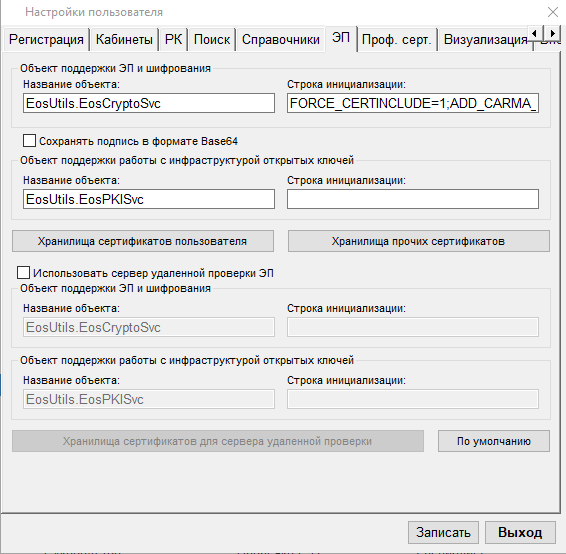 Настройки пользователя
Регистрация Кабинеты РК Поиск Справочники ЭП Проф. серт. Визуализация
Объект поддержки ЭП и шифрования
Название объекта: Строка инициализации:
EosUtils.EosCryptoSvc FORCE_CERTINCLUDE=1;ADD_CARMA_
Сохранять подпись в формате Base64
Объект поддержки работы с инфраструктурой открытых ключей
Название объекта: Строка инициализации:
EosUtils.EosPKISvc
Хранилища сертификатов пользователя Хранилища прочих сертификатов
Использовать сервер удаленной проверки ЭП
Объект поддержки ЭП и шифрования
Название объекта: Строка инициализации:
EosUtils.EosCryptoSvc
Объект поддержки работы с инфраструктурой открытых ключей
Название объекта: Строка инициализации:
EosUtils.EosPKISvc
Хранилища сертификатов для сервера удаленной проверки По умолчанию
Записать Выход